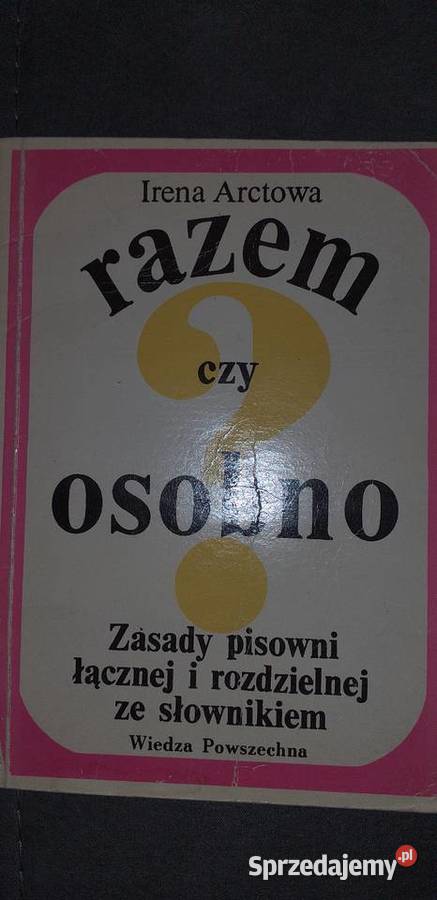 Irena Arctowa
razem
?
czy
osobno
Zasady pisowni
łącznej i rozdzielnej
ze słownikiem
Wiedza Powszechna
Sprzedajemy.pl